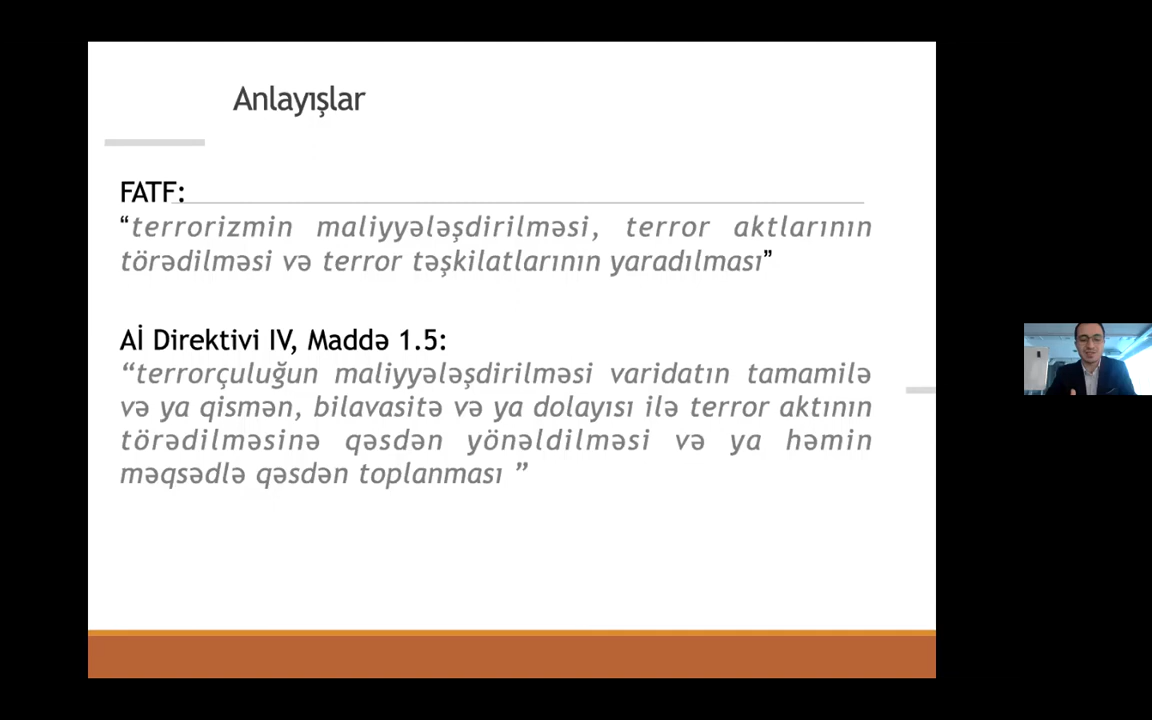 Anlayışlar
FATF:
“terrorizmin maliyyələşdirilməsi, terror aktlarının
törədilməsi və terror təşkilatlarının yaradılması”
Aİ Direktivi IV, Maddə 1.5:
“terrorçuluğun maliyyələşdirilməsi varidatın tamamilə
və ya qismən, bilavasitə və ya dolayısı ilə terror aktının
törədilməsinə qəsdən yönəldilməsi və ya həmin
məqsədlə qəsdən toplanması ”